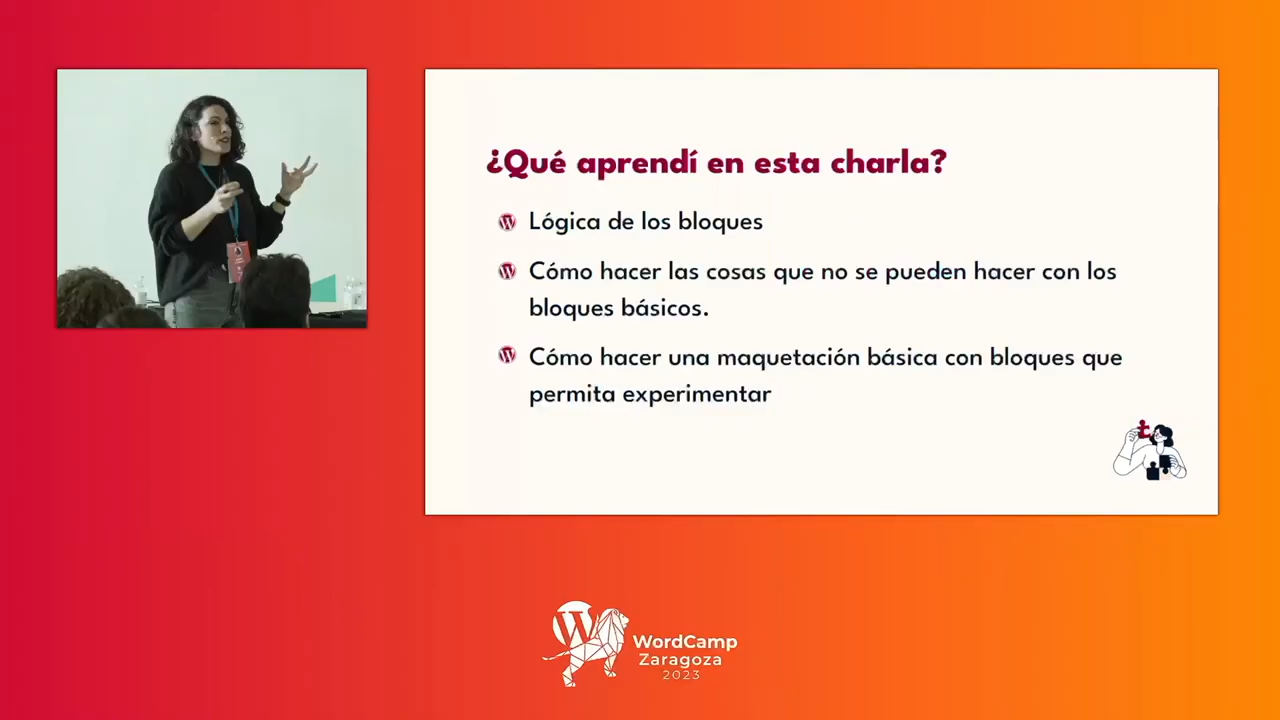 ¿Qué aprendí en esta charla?
Lógica de los bloques
Cómo hacer las cosas que no se pueden hacer con los
bloques básicos.
Cómo hacer una maquetación básica con bloques que
permita experimentar
WordCamp
Zaragoza
2023